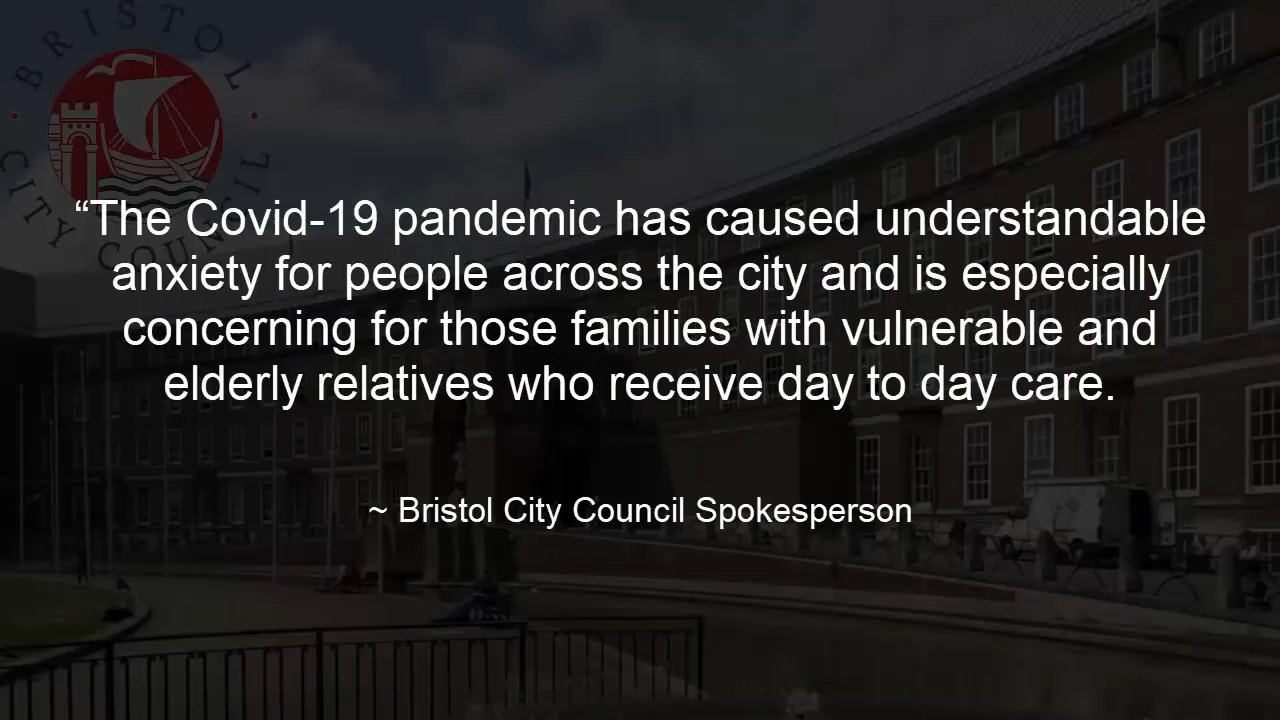 BRISTOL
CITY COUNCIL
“The Covid-19 pandemic has caused understandable
anxiety for people across the city and is especially
concerning for those families with vulnerable and
elderly relatives who receive day to day care.
~ Bristol City Council Spokesperson